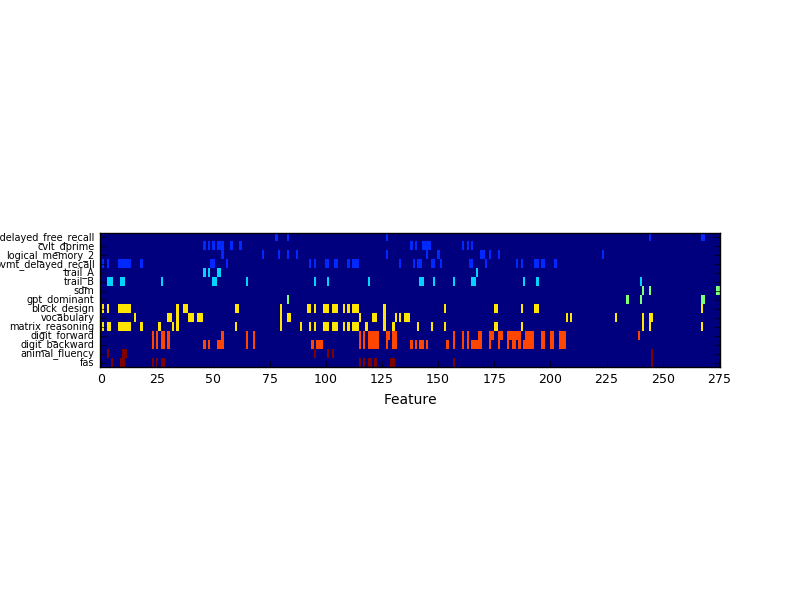 delayed_free_recall
cvlt_dprime
logical_memory_2
vmt_delayed_recall
trail_A
trail_B
sdm
gpt_dominant
block_design
vocabulary
matrix_reasoning
digit_forward
digit_backward
animal_fluency
fas
0 25 50 75 100 125 150 175 200 225 250 275
Feature